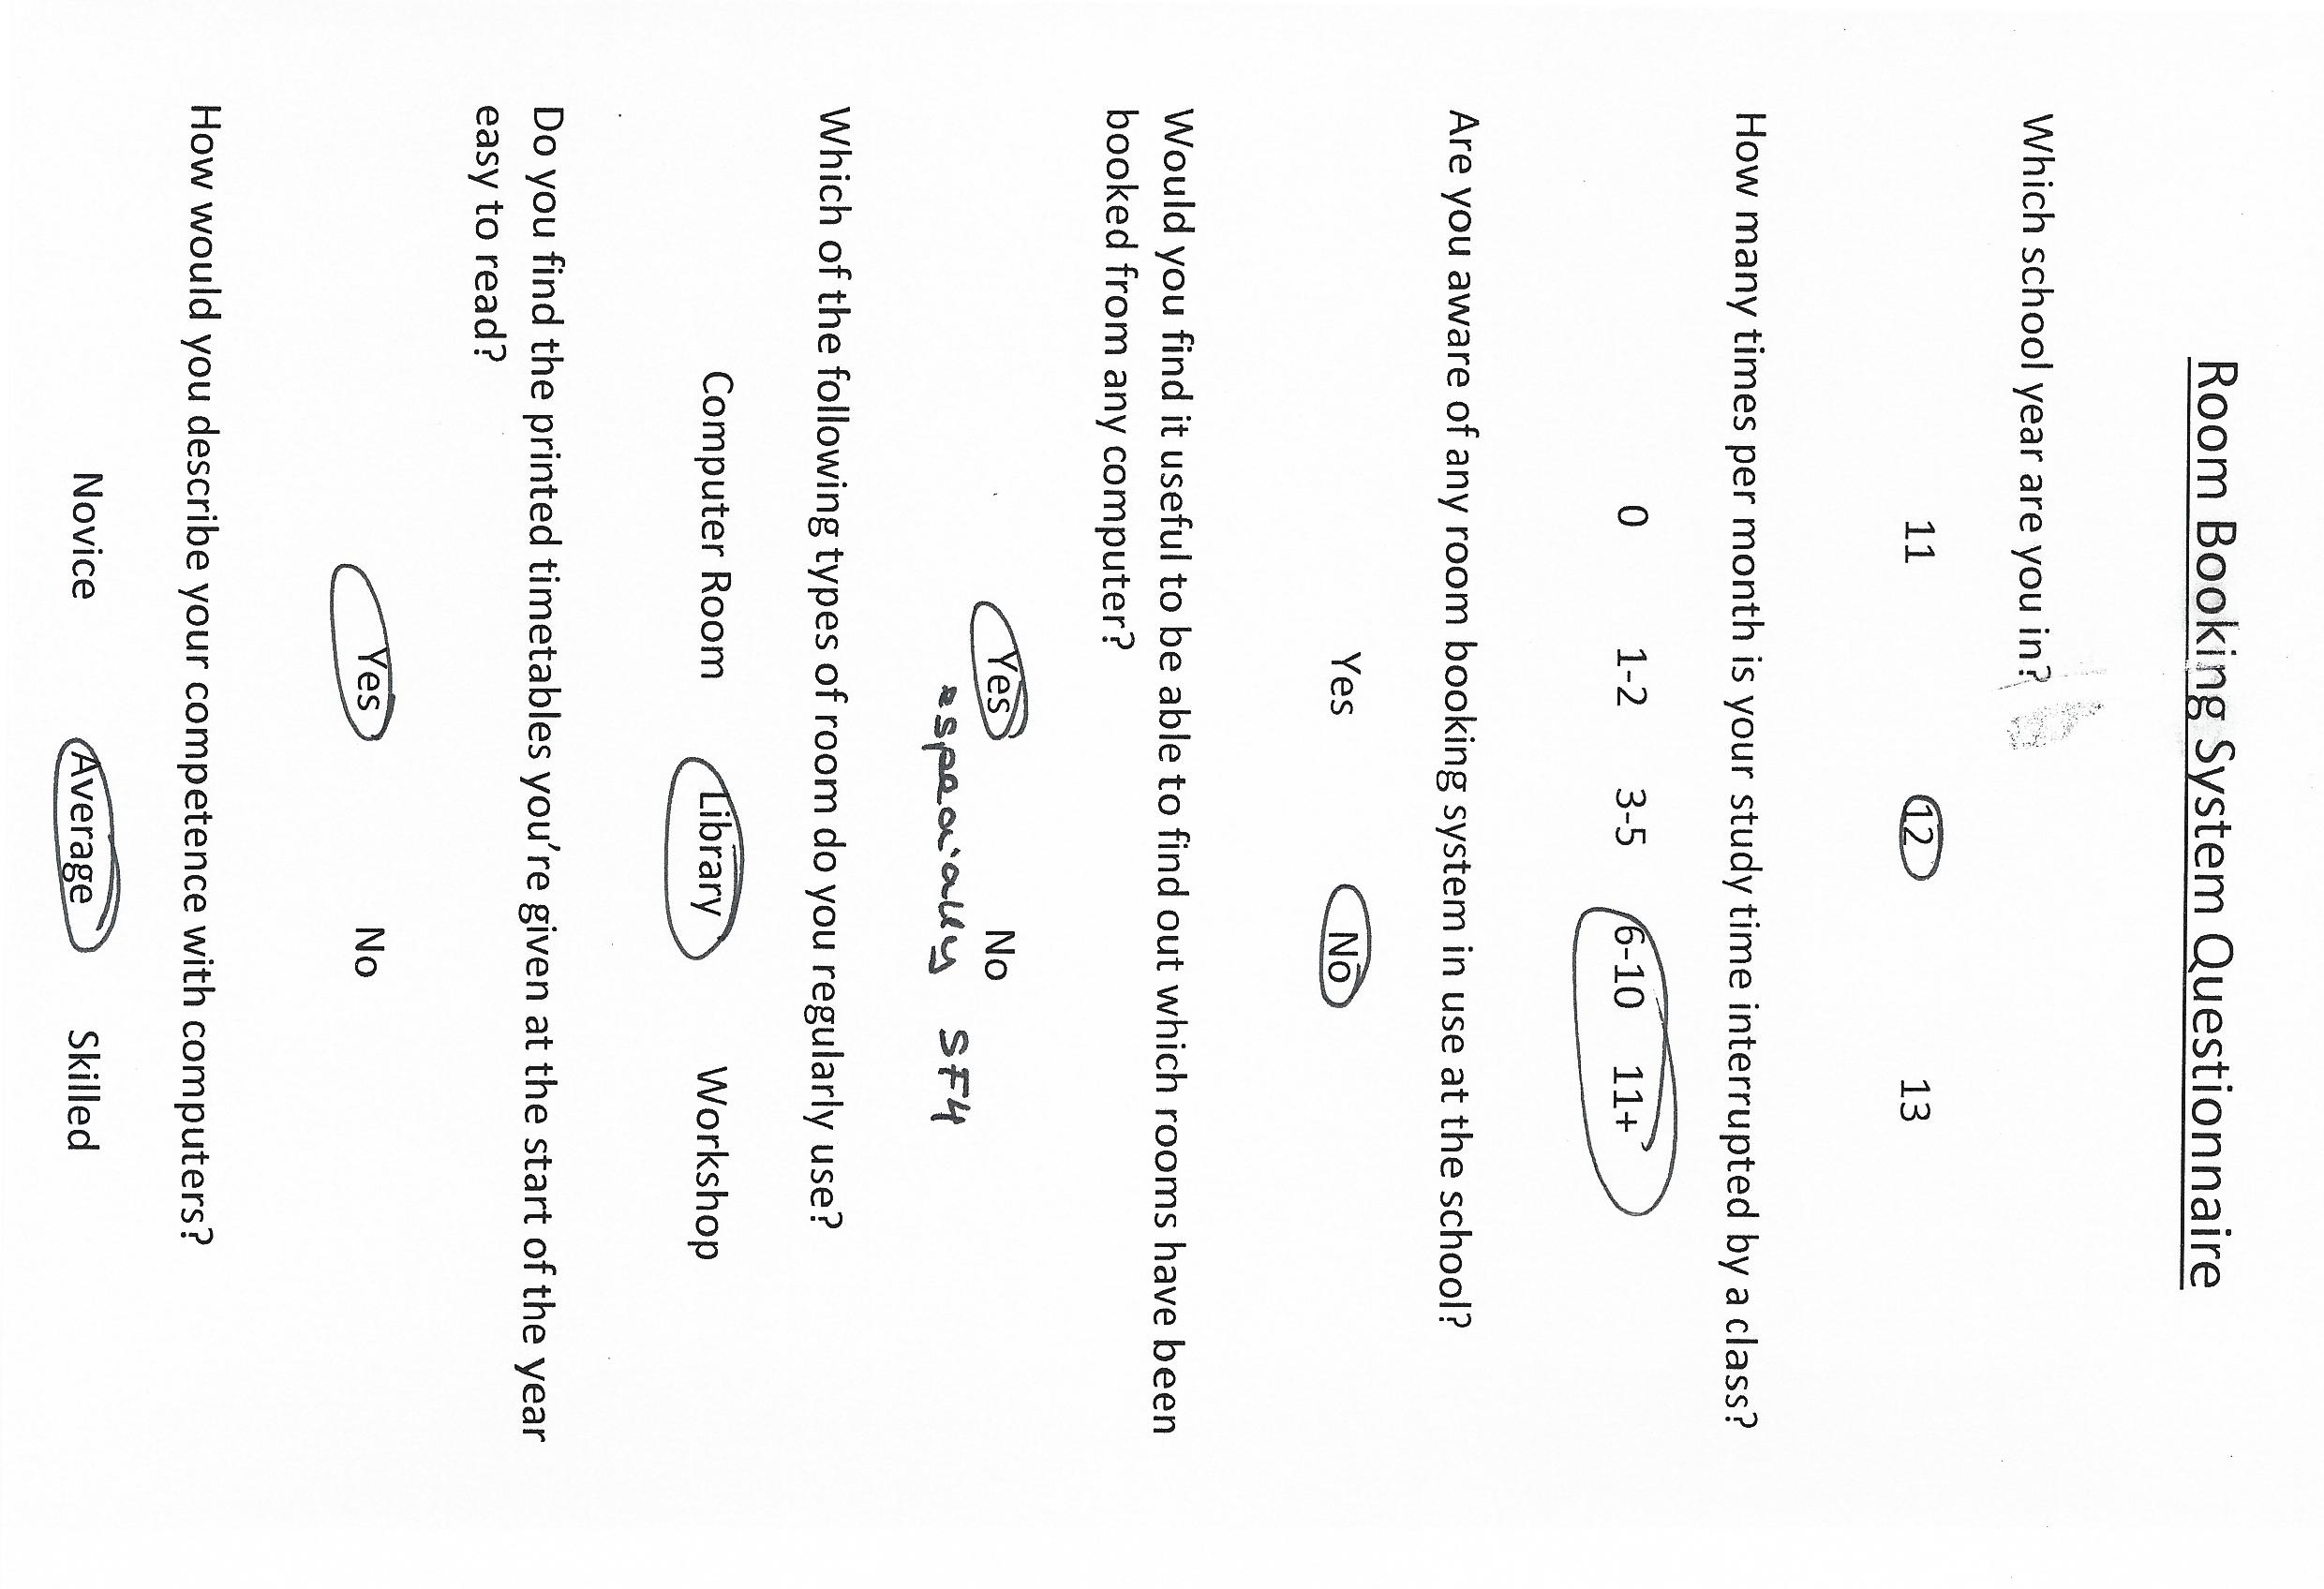 Room Booking System Questionnaire
Which school year are you in?
11 12 13
How many times per month is your study time interrupted by a class?
0 1-2 3-5 6-10 11+
Are you aware of any room booking system in use at the school?
Yes No
Would you find it useful to be able to find out which rooms have been
booked from any computer?
Yes No
especially SF4
Which of the following types of room do you regularly use?
Computer Room Library Workshop
Do you find the printed timetables you're given at the start of the year
easy to read?
Yes No
How would you describe your competence with computers?
Novice Average Skilled